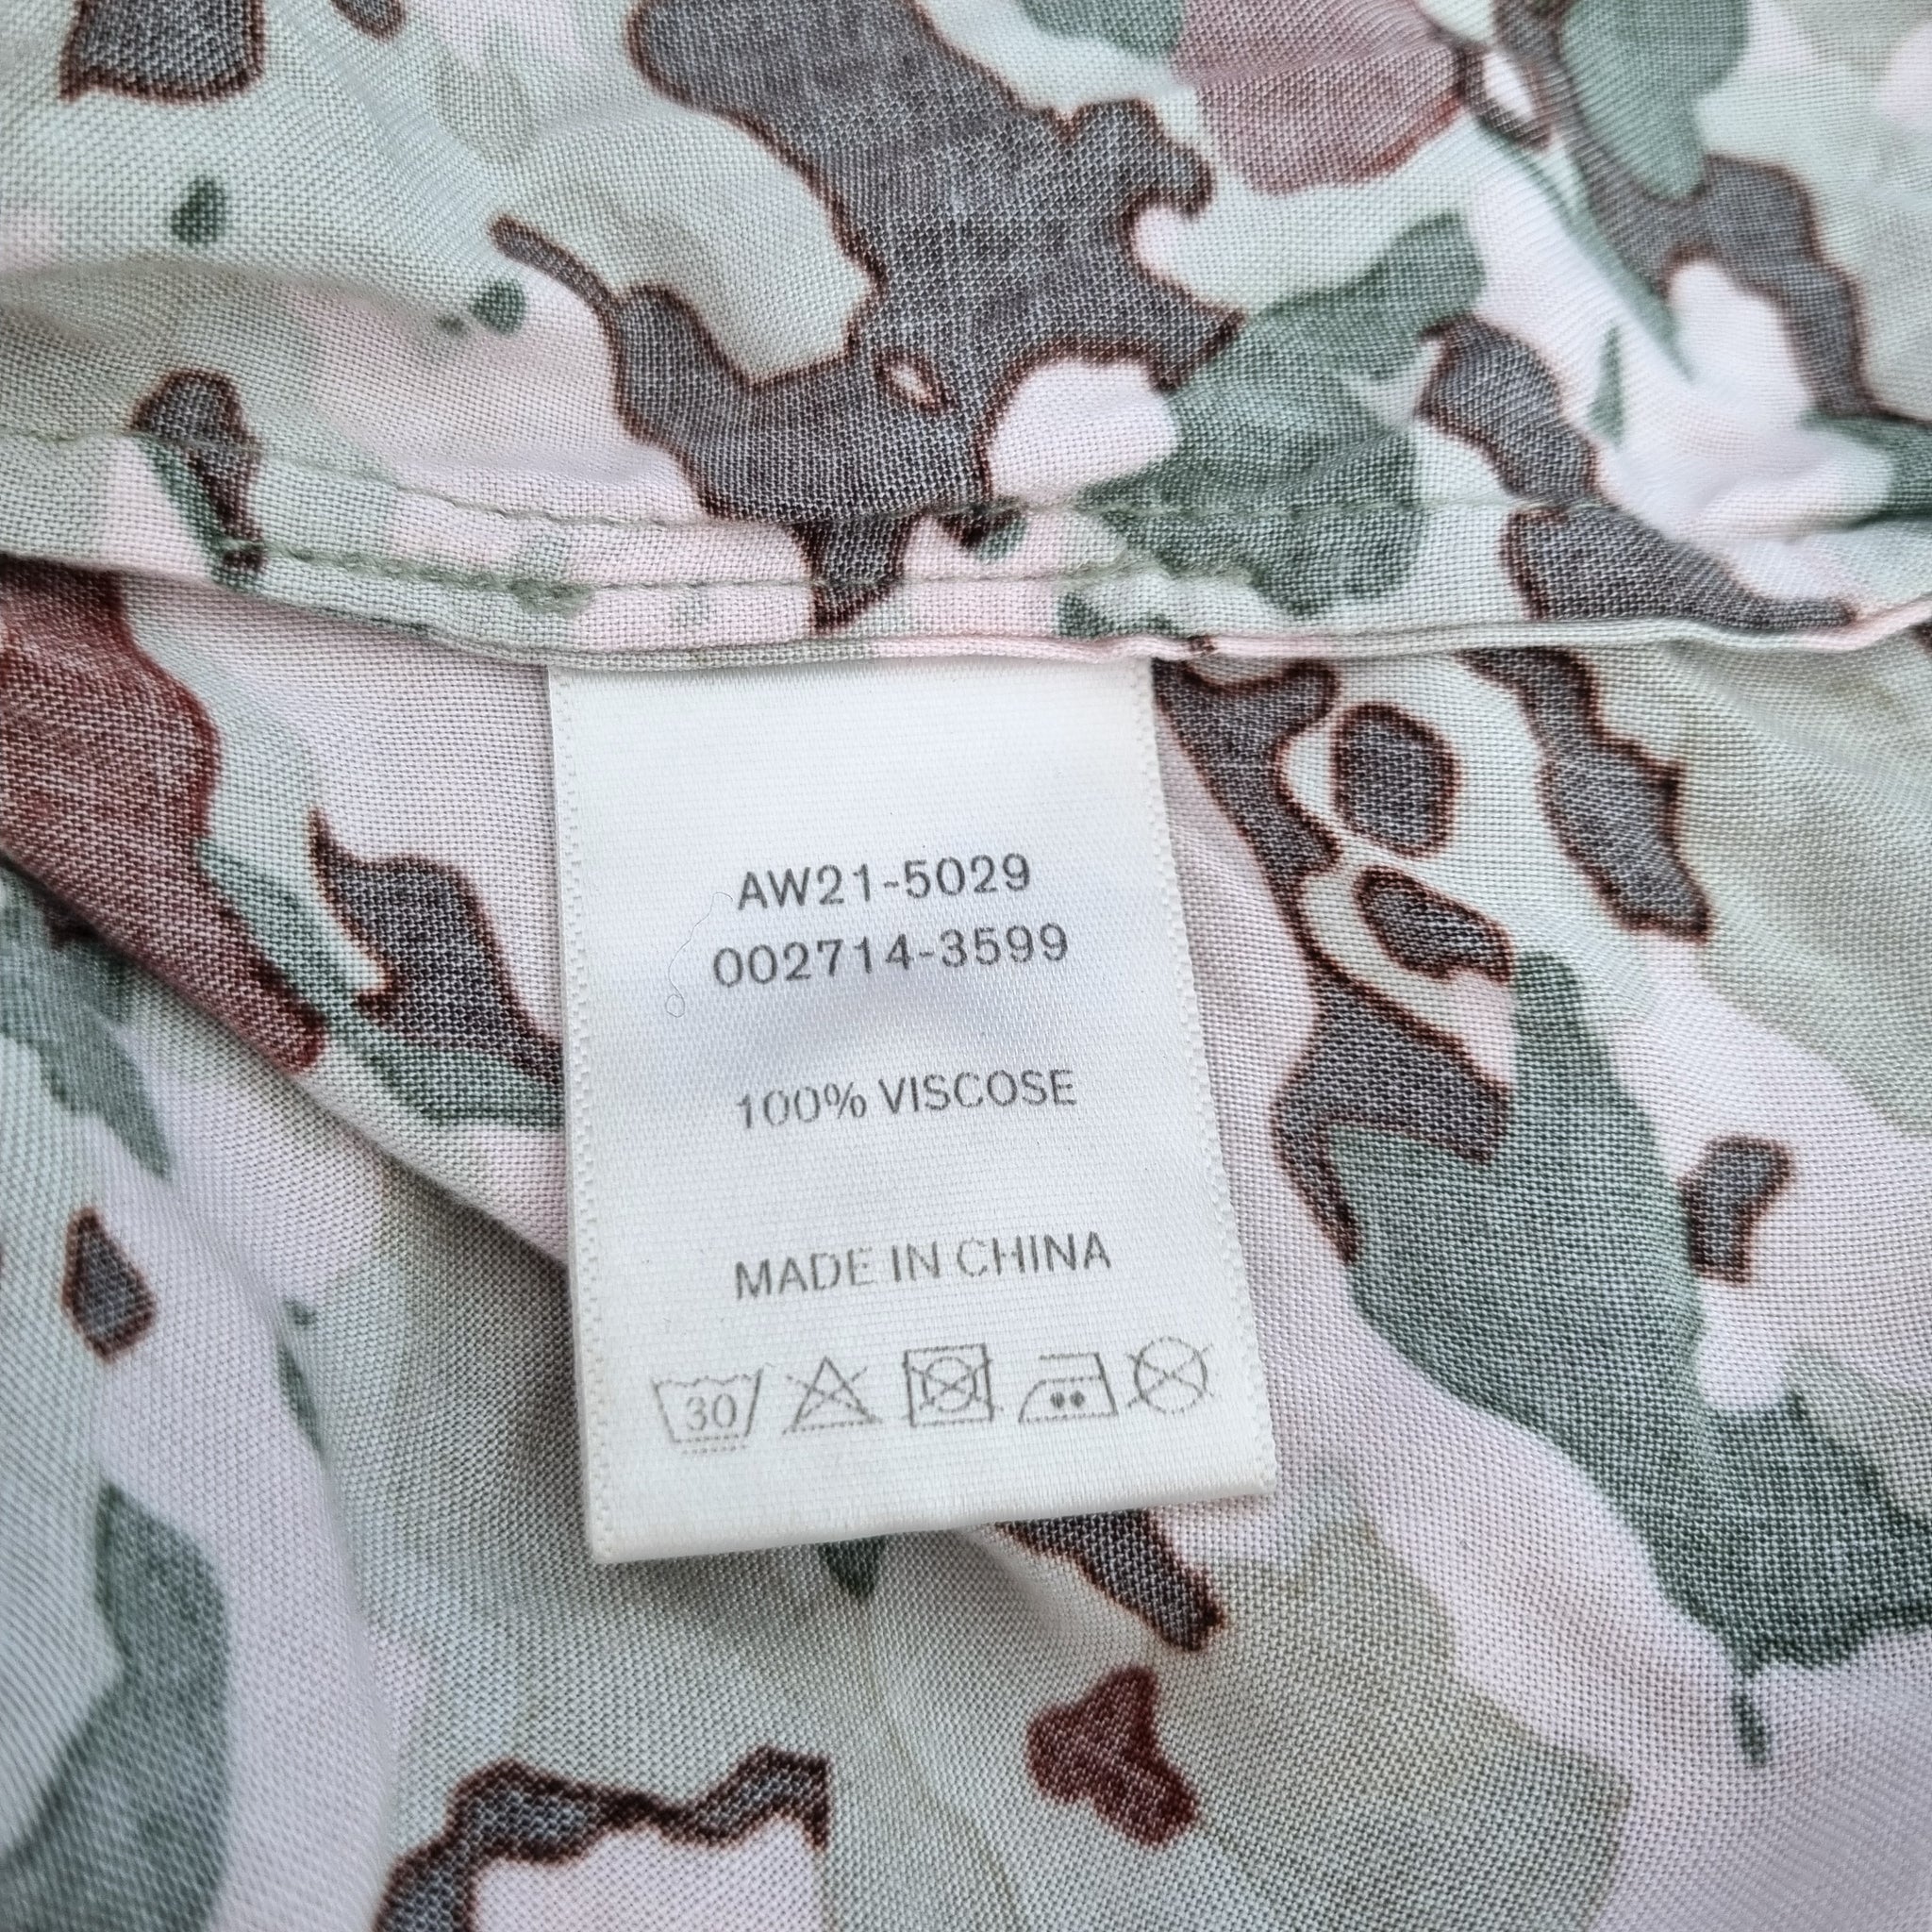 AW21-5029
002714-3599
100% VISCOSE
MADE IN CHINA
30